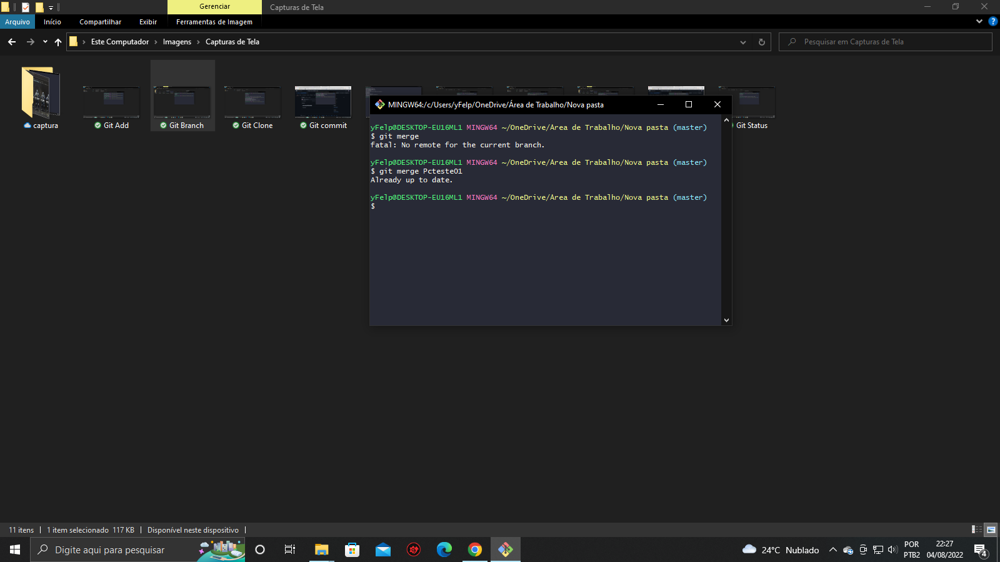 Gerenciar
Capturas de Tela
Arquivo
Início
Compartilhar
Exibir
Ferramentas de Imagem
Este Computador
Imagens
Capturas de Tela
Pesquisar em Capturas de Tela
captura
Git Add
Git Branch
Git Clone
Git commit
Git Status
MINGW64:/c/Users/yFelp/OneDrive/Área de Trabalho/Nova pasta
yFelp@DESKTOP-EU16ML1 MINGW64 ~/OneDrive/Área de Trabalho/Nova pasta (master)
$ git merge
fatal: No remote for the current branch.
yFelp@DESKTOP-EU16ML1 MINGW64 ~/OneDrive/Área de Trabalho/Nova pasta (master)
$ git merge Pcteste01
Already up to date.
yFelp@DESKTOP-EU16ML1 MINGW64 ~/OneDrive/Área de Trabalho/Nova pasta (master)
$
11 itens
1 item selecionado 117 KB
Disponível neste dispositivo
Digite aqui para pesquisar
24°C Nublado
POR
PTB2
22:27
04/08/2022
4